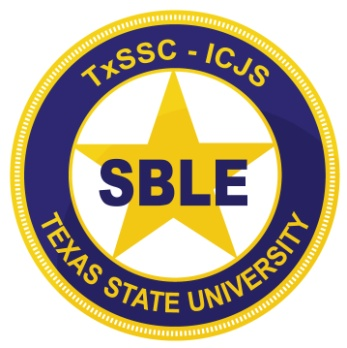 TxSSC - ICJS
SBLE
TEXAS STATE UNIVERSITY